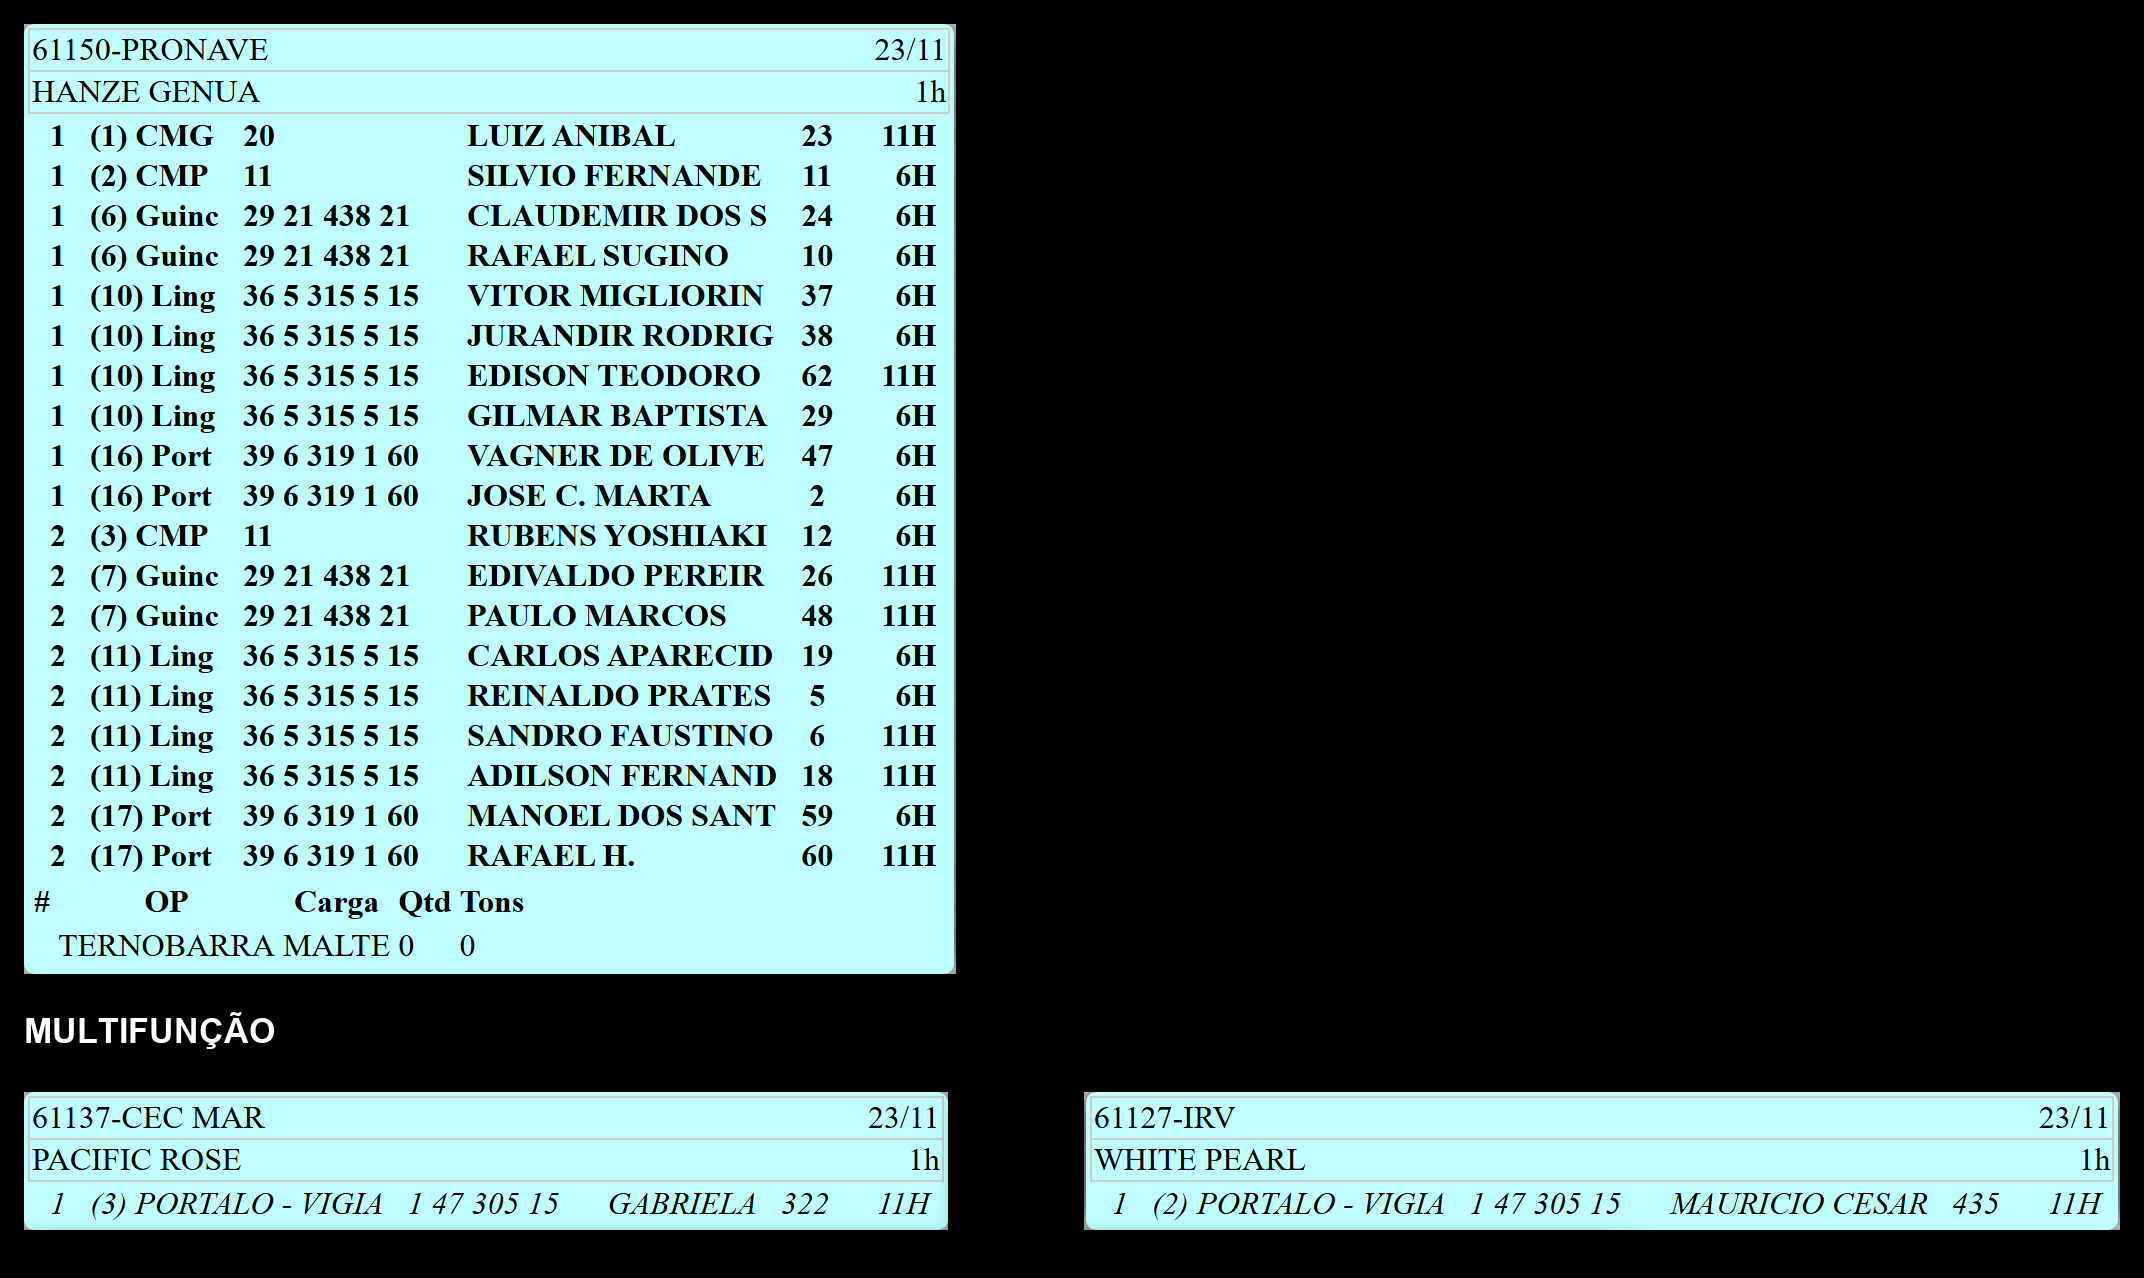 61150-PRONAVE 23/11
HANZE GENUA 1h
1 (1) CMG 20 LUIZ ANIBAL 23 11H
1 (2) CMP 11 SILVIO FERNANDE 11 6H
1 (6) Guinc 29 21 438 21 CLAUDEMIR DOS S 24 6H
1 (6) Guinc 29 21 438 21 RAFAEL SUGINO 10 6H
1 (10) Ling 36 5 315 5 15 VITOR MIGLIORIN 37 6H
1 (10) Ling 36 5 315 5 15 JURANDIR RODRIG 38 6H
1 (10) Ling 36 5 315 5 15 EDISON TEODORO 62 11H
1 (10) Ling 36 5 315 5 15 GILMAR BAPTISTA 29 6H
1 (16) Port 39 6 319 1 60 VAGNER DE OLIVE 47 6H
1 (16) Port 39 6 319 1 60 JOSE C. MARTA 2 6H
2 (3) CMP 11 RUBENS YOSHIAKI 12 6H
2 (7) Guinc 29 21 438 21 EDIVALDO PEREIR 26 11H
2 (7) Guinc 29 21 438 21 PAULO MARCOS 48 11H
2 (11) Ling 36 5 315 5 15 CARLOS APARECID 19 6H
2 (11) Ling 36 5 315 5 15 REINALDO PRATES 5 6H
2 (11) Ling 36 5 315 5 15 SANDRO FAUSTINO 6 11H
2 (11) Ling 36 5 315 5 15 ADILSON FERNAND 18 11H
2 (17) Port 39 6 319 1 60 MANOEL DOS SANT 59 6H
2 (17) Port 39 6 319 1 60 RAFAEL H. 60 11H
# OP Carga Qtd Tons
TERNOBARRA MALTE 0 0
MULTIFUNÇÃO
61137-CEC MAR 23/11
PACIFIC ROSE 1h
1 (3) PORTALO - VIGIA 1 47 305 15 GABRIELA 322 11H
61127-IRV 23/11
WHITE PEARL 1h
1 (2) PORTALO - VIGIA 1 47 305 15 MAURICIO CESAR 435 11H